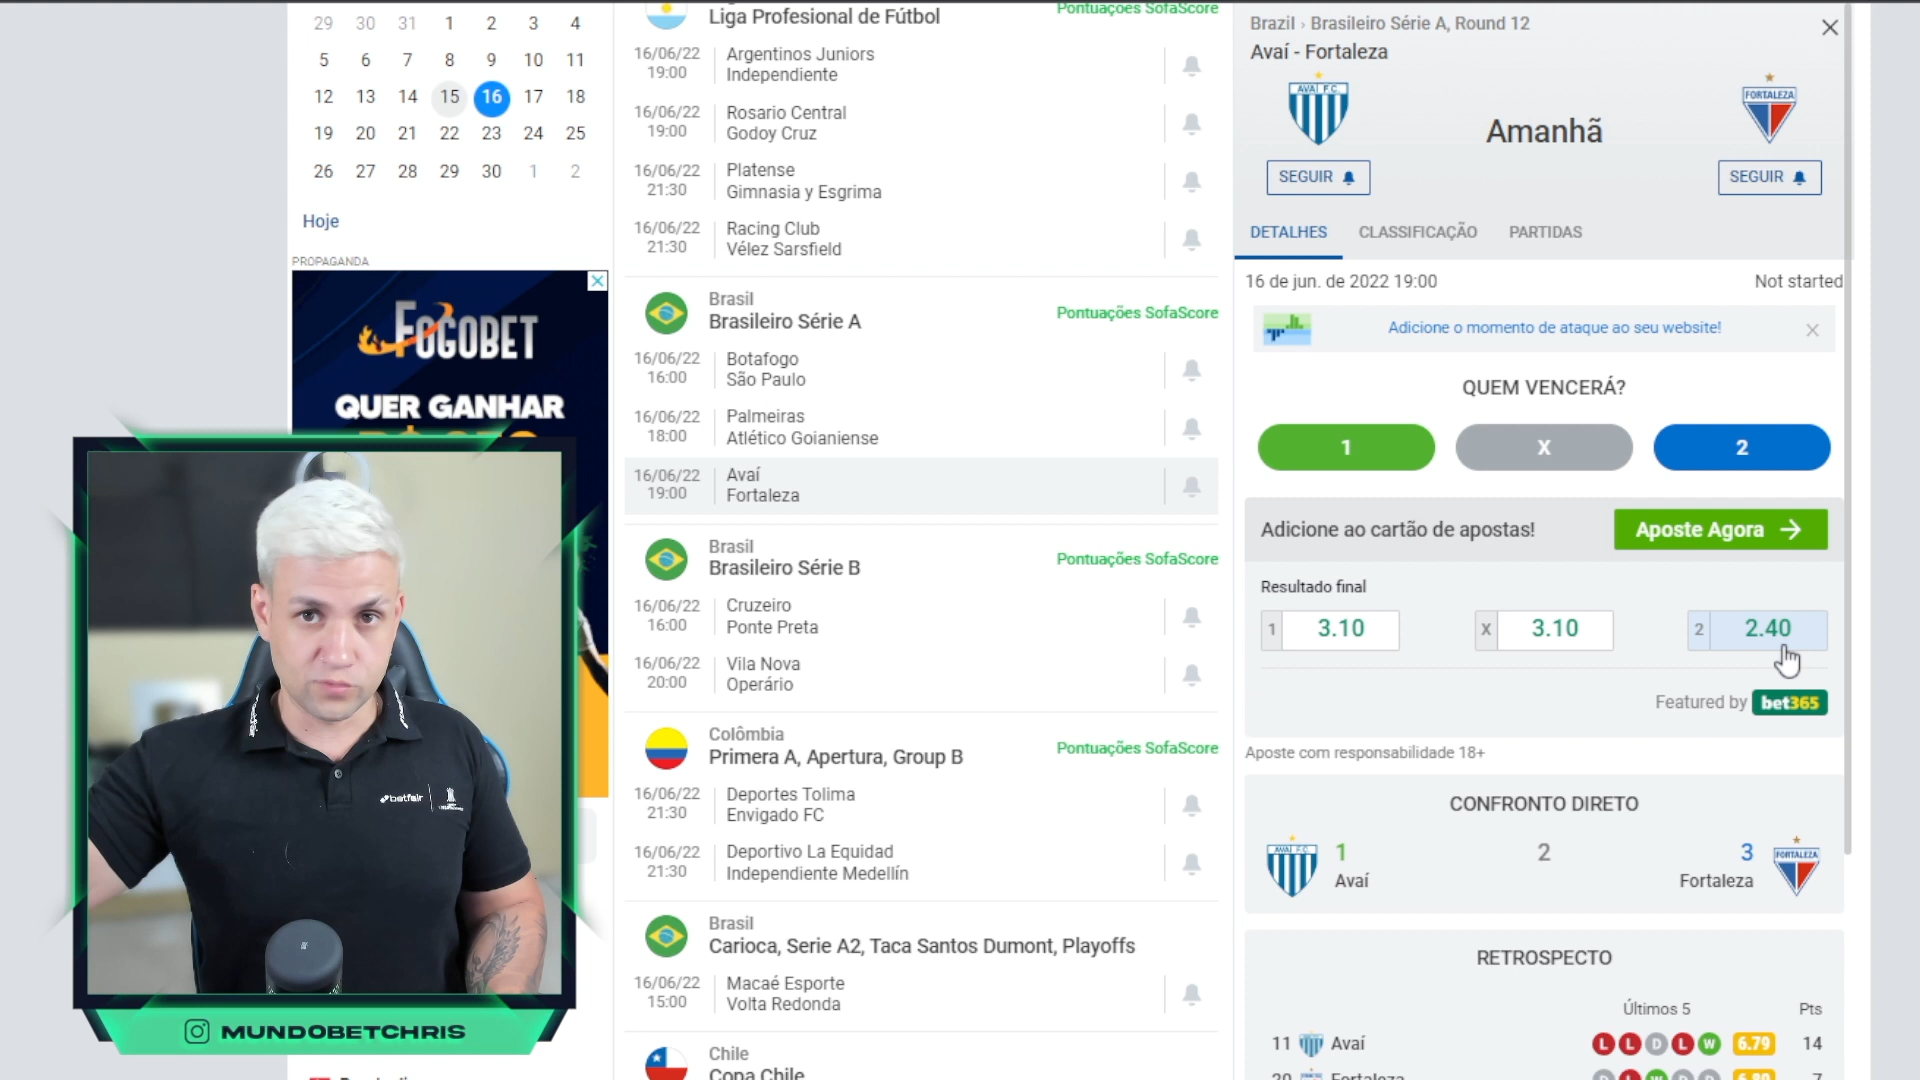 29 30 31 1 2 3 4
5 6 7 8 9 10 11
12 13 14 15 16 17 18
19 20 21 22 23 24 25
26 27 28 29 30 1 2
Hoje
PROPAGANDA
FOGOBET
QUER GANHAR
betfair
MUNDOBETCHRIS
Liga Profesional de Fútbol
Pontuações SofaScore
16/06/22
19:00
Argentinos Juniors
Independiente
16/06/22
19:00
Rosario Central
Godoy Cruz
16/06/22
21:30
Platense
Gimnasia y Esgrima
16/06/22
21:30
Racing Club
Vélez Sarsfield
Brasil
Brasileiro Série A
Pontuações SofaScore
16/06/22
16:00
Botafogo
São Paulo
16/06/22
18:00
Palmeiras
Atlético Goianiense
16/06/22
19:00
Avaí
Fortaleza
Brasil
Brasileiro Série B
Pontuações SofaScore
16/06/22
16:00
Cruzeiro
Ponte Preta
16/06/22
20:00
Vila Nova
Operário
Colômbia
Primera A, Apertura, Group B
Pontuações SofaScore
16/06/22
21:30
Deportes Tolima
Envigado FC
16/06/22
21:30
Deportivo La Equidad
Independiente Medellín
Brasil
Carioca, Serie A2, Taca Santos Dumont, Playoffs
16/06/22
15:00
Macaé Esporte
Volta Redonda
Chile
Copa Chile
Brazil › Brasileiro Série A, Round 12
Avaí - Fortaleza
AVAÍ F.C.
FORTALEZA
Amanhã
SEGUIR
SEGUIR
DETALHES CLASSIFICAÇÃO PARTIDAS
16 de jun. de 2022 19:00
Not started
Adicione o momento de ataque ao seu website!
QUEM VENCERÁ?
1 X 2
Adicione ao cartão de apostas!
Aposte Agora
Resultado final
1 3.10 X 3.10 2 2.40
Featured by bet365
Aposte com responsabilidade 18+
CONFRONTO DIRETO
AVAÍ F.C.
1 2 3
FORTALEZA
Avaí
Fortaleza
RETROSPECTO
Últimos 5 Pts
11 Avaí L L D L W 6.79 14
20 Fortaleza D L W D D 6.80 7